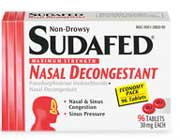 Non-Drowsy
SUDAFED
MAXIMUM STRENGTH
NASAL DECONGESTANT
Pseudoephedrine Hydrochloride •
Nasal Decongestant
• Nasal & Sinus
Congestion
• Sinus Pressure
ECONOMY
PACK
96 Tablets
96 TABLETS
30 mg EACH